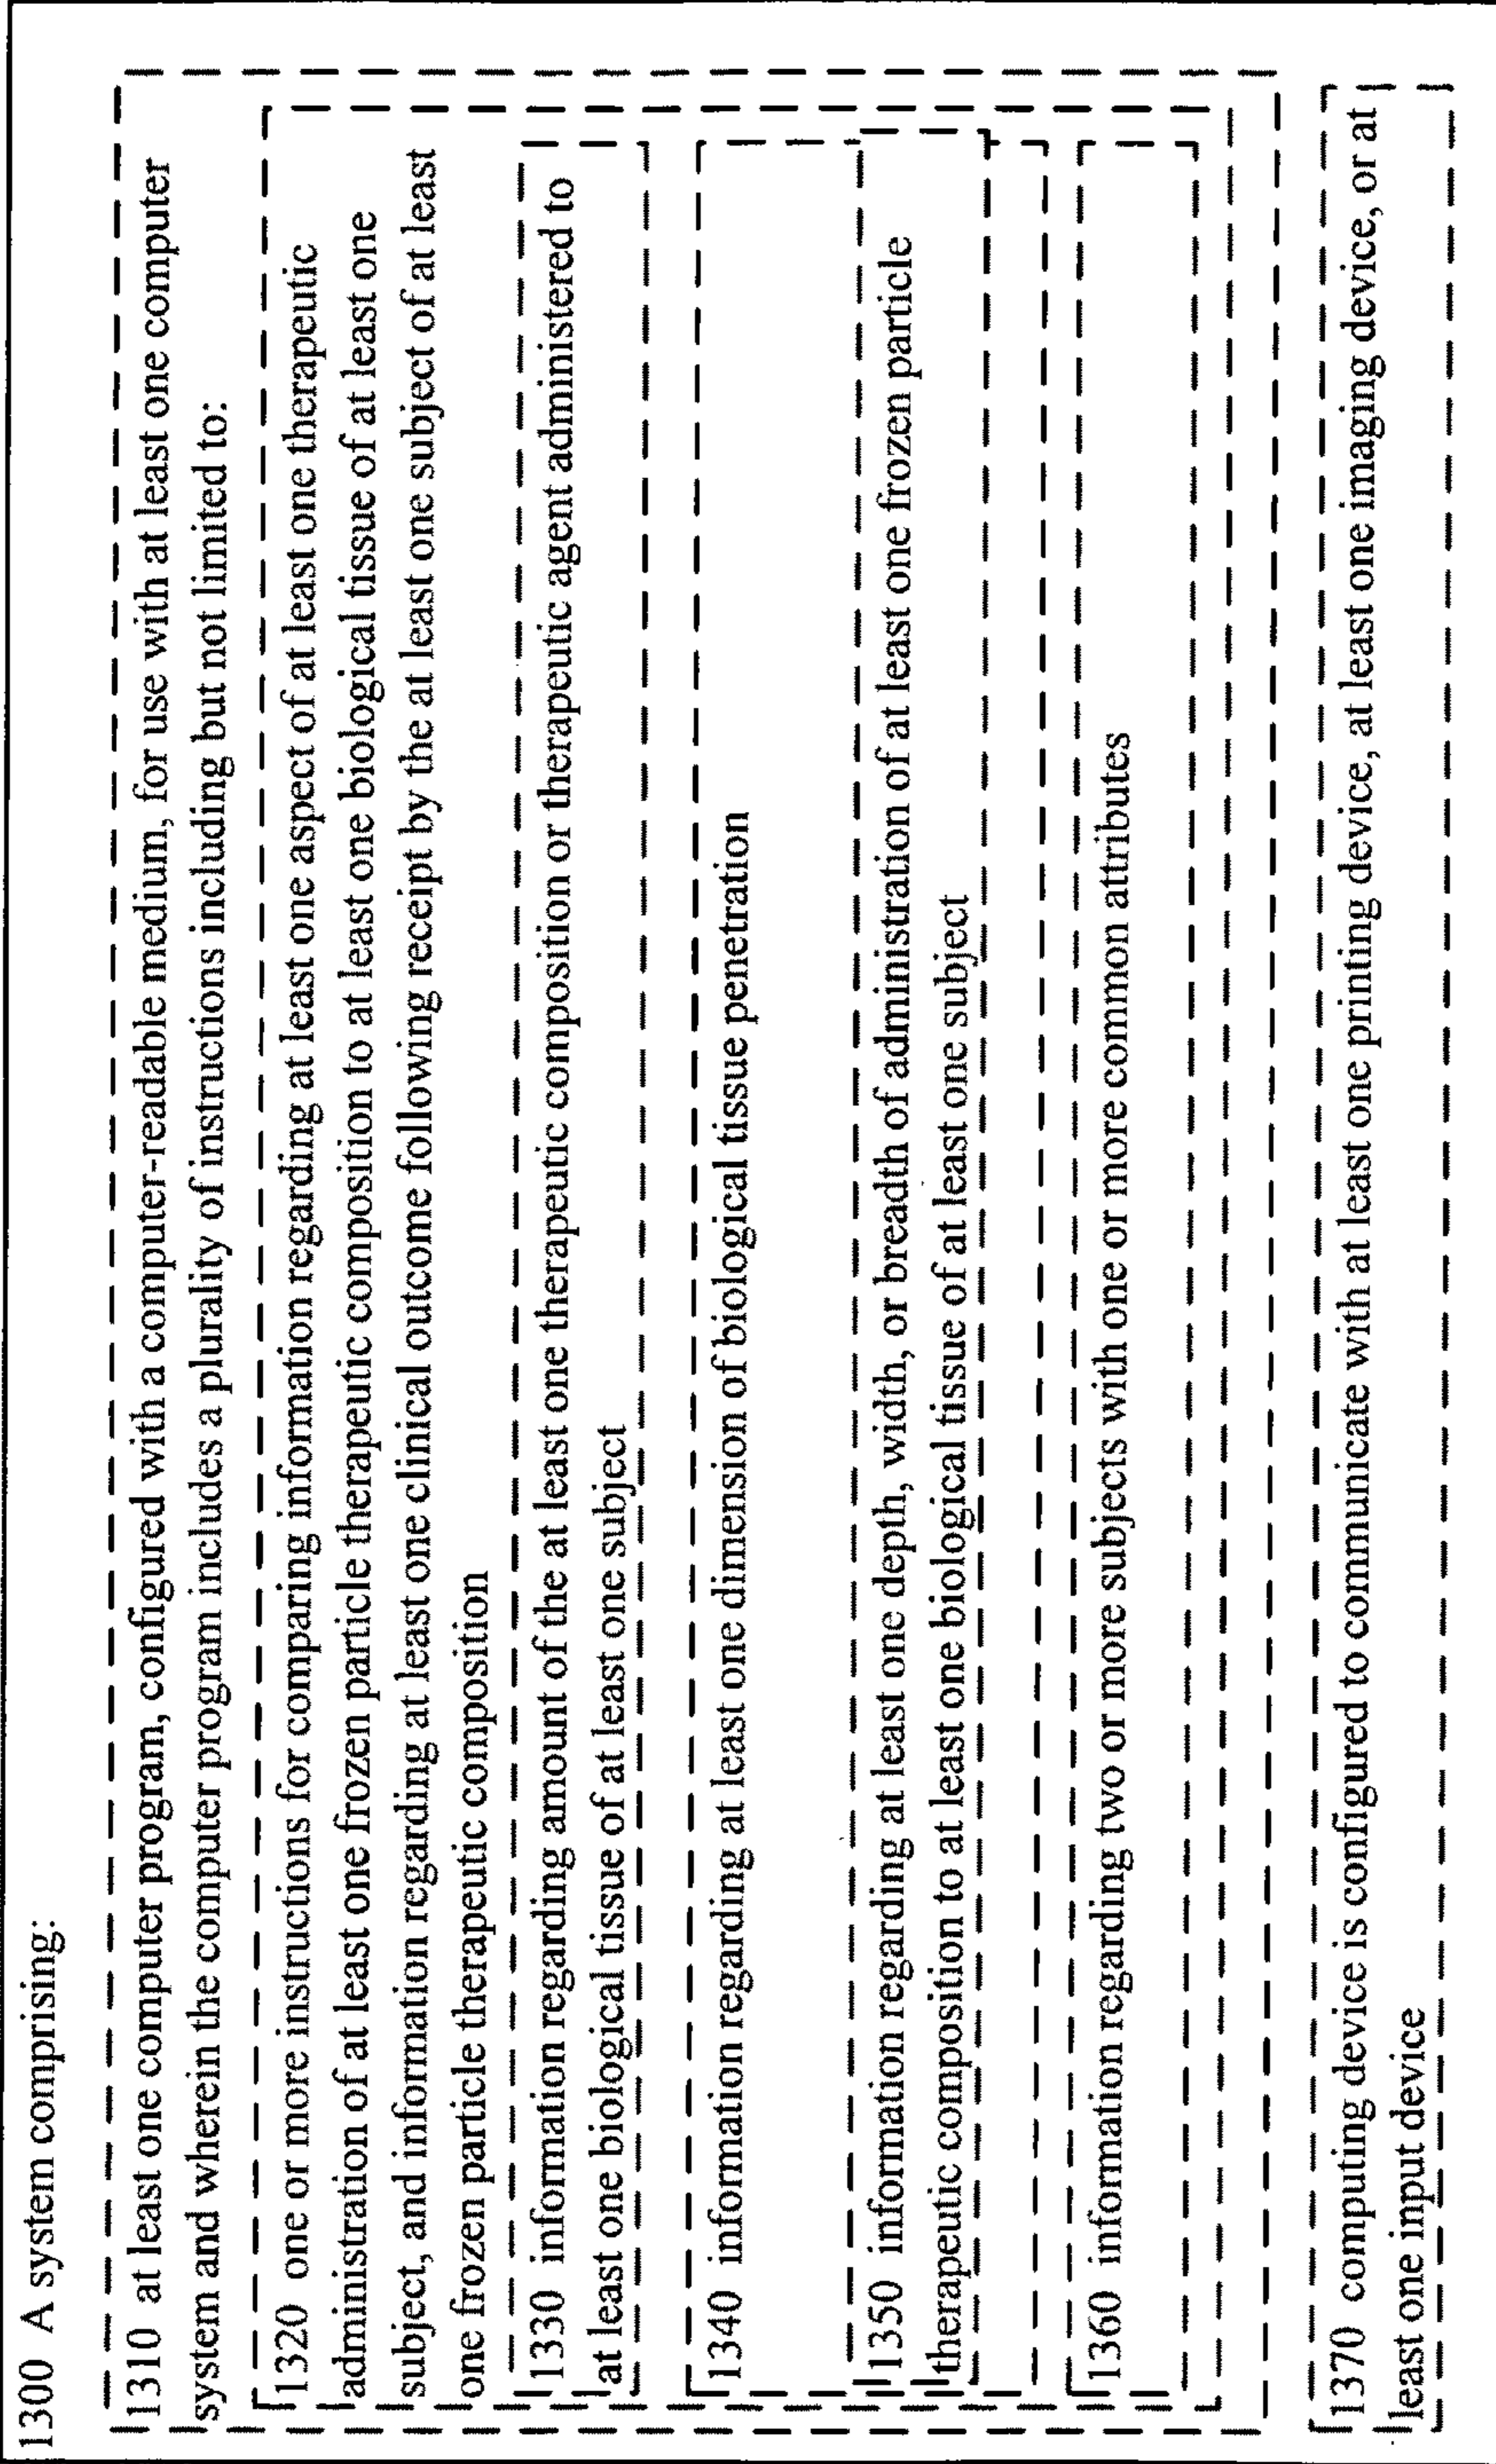 1300 A system comprising:
1310 at least one computer program, configured with a computer-readable medium, for use with at least one computer
system and wherein the computer program includes a plurality of instructions including but not limited to:
1320 one or more instructions for comparing information regarding at least one aspect of at least one therapeutic
administration of at least one frozen particle therapeutic composition to at least one biological tissue of at least one
subject, and information regarding at least one clinical outcome following receipt by the at least one subject of at least
one frozen particle therapeutic composition
1330 information regarding amount of the at least one therapeutic composition or therapeutic agent administered to
at least one biological tissue of at least one subject
1340 information regarding at least one dimension of biological tissue penetration
1350 information regarding at least one depth, width, or breadth of administration of at least one frozen particle
therapeutic composition to at least one biological tissue of at least one subject
1360 information regarding two or more subjects with one or more common attributes
1370 computing device is configured to communicate with at least one printing device, at least one imaging device, or at
least one input device